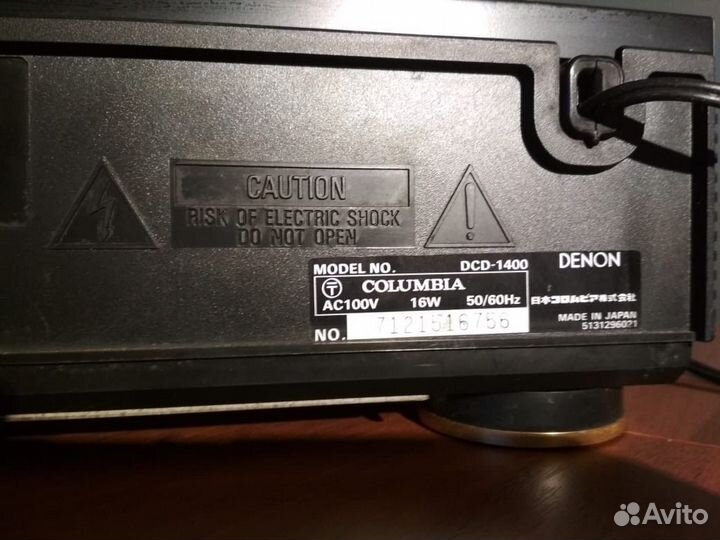 CAUTION
RISK OF ELECTRIC SHOCK
DO NOT OPEN
MODEL NO. DCD-1400 DENON
〒 COLUMBIA
AC100V 16W 50/60Hz 日本コロムビア株式会社
NO. 7121516756 MADE IN JAPAN
5131296021
Avito